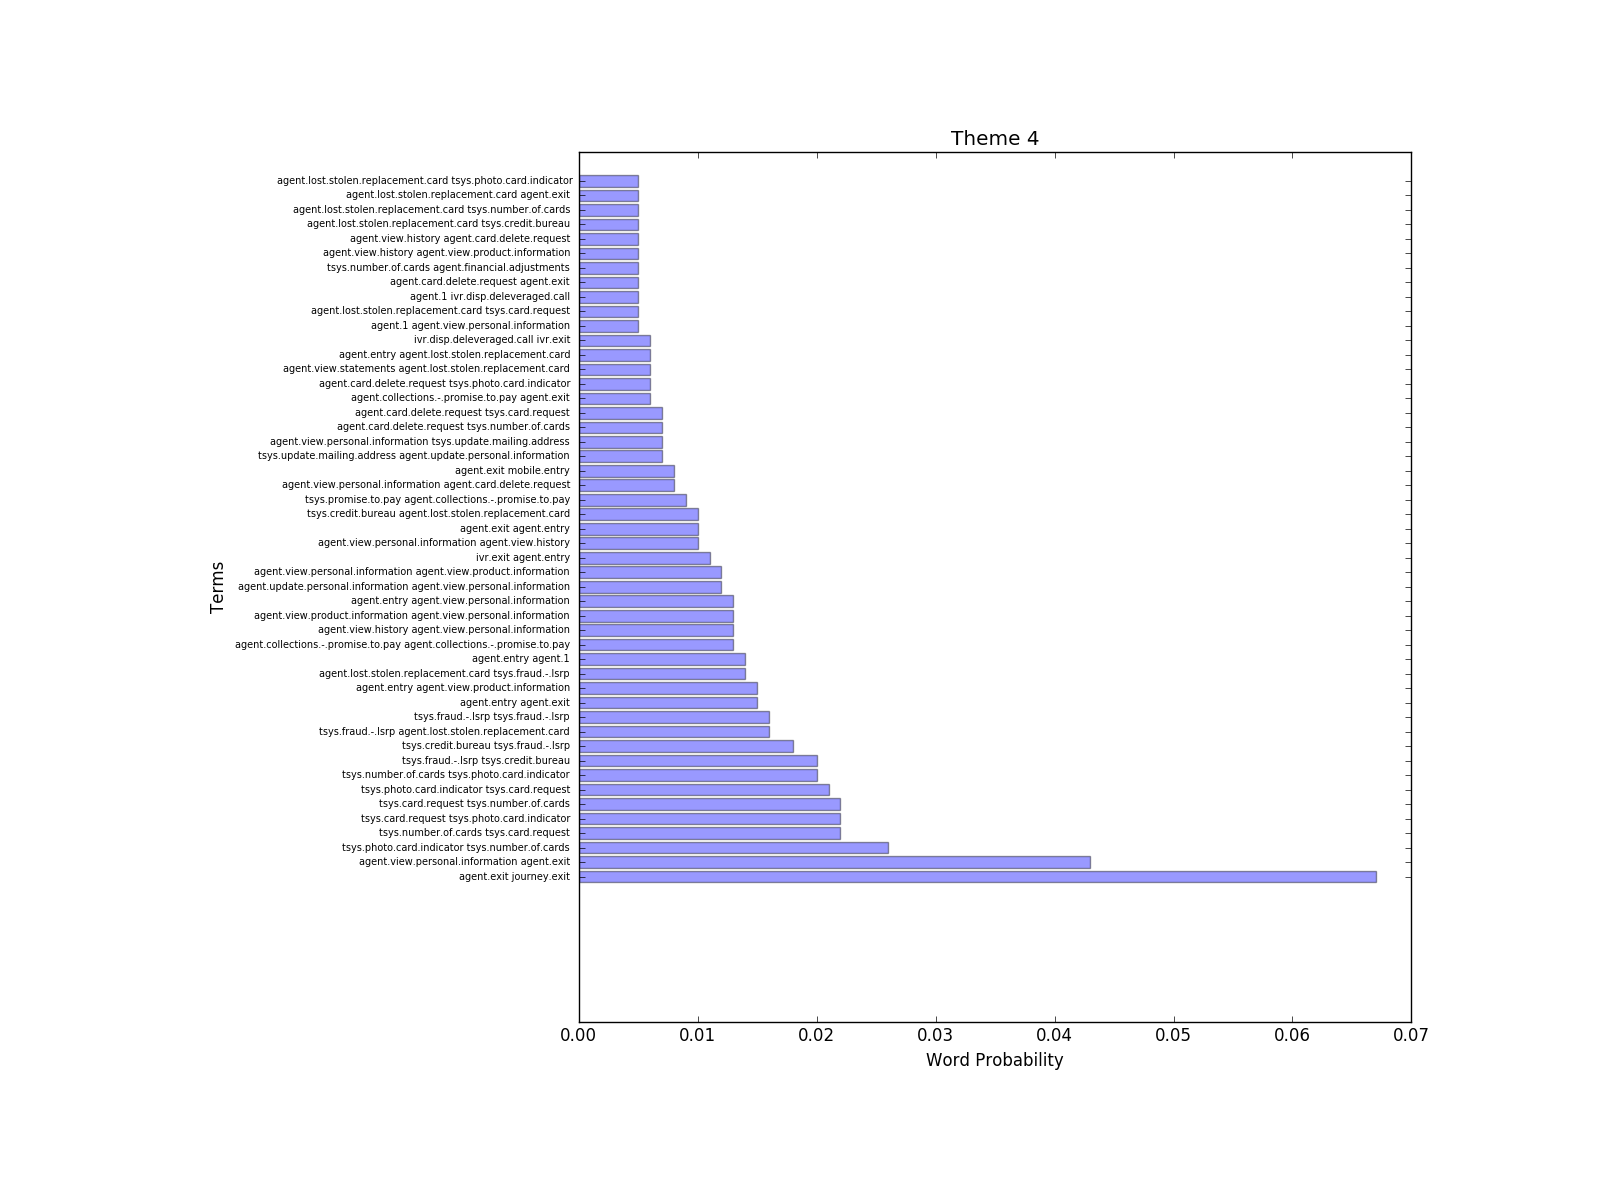 Theme 4
agent.lost.stolen.replacement.card tsys.photo.card.indicator
agent.lost.stolen.replacement.card agent.exit
agent.lost.stolen.replacement.card tsys.number.of.cards
agent.lost.stolen.replacement.card tsys.credit.bureau
agent.view.history agent.card.delete.request
agent.view.history agent.view.product.information
tsys.number.of.cards agent.financial.adjustments
agent.card.delete.request agent.exit
agent.1 ivr.disp.deleveraged.call
agent.lost.stolen.replacement.card tsys.card.request
agent.1 agent.view.personal.information
ivr.disp.deleveraged.call ivr.exit
agent.entry agent.lost.stolen.replacement.card
agent.view.statements agent.lost.stolen.replacement.card
agent.card.delete.request tsys.photo.card.indicator
agent.collections.-.promise.to.pay agent.exit
agent.card.delete.request tsys.card.request
agent.card.delete.request tsys.number.of.cards
agent.view.personal.information tsys.update.mailing.address
tsys.update.mailing.address agent.update.personal.information
agent.exit mobile.entry
agent.view.personal.information agent.card.delete.request
tsys.promise.to.pay agent.collections.-.promise.to.pay
tsys.credit.bureau agent.lost.stolen.replacement.card
agent.exit agent.entry
agent.view.personal.information agent.view.history
ivr.exit agent.entry
agent.view.personal.information agent.view.product.information
agent.update.personal.information agent.view.personal.information
agent.entry agent.view.personal.information
agent.view.product.information agent.view.personal.information
agent.view.history agent.view.personal.information
agent.collections.-.promise.to.pay agent.collections.-.promise.to.pay
agent.entry agent.1
agent.lost.stolen.replacement.card tsys.fraud.-.lsrp
agent.entry agent.view.product.information
agent.entry agent.exit
tsys.fraud.-.lsrp tsys.fraud.-.lsrp
tsys.fraud.-.lsrp agent.lost.stolen.replacement.card
tsys.credit.bureau tsys.fraud.-.lsrp
tsys.fraud.-.lsrp tsys.credit.bureau
tsys.number.of.cards tsys.photo.card.indicator
tsys.photo.card.indicator tsys.card.request
tsys.card.request tsys.number.of.cards
tsys.card.request tsys.photo.card.indicator
tsys.number.of.cards tsys.card.request
tsys.photo.card.indicator tsys.number.of.cards
agent.view.personal.information agent.exit
agent.exit journey.exit
Terms
0.00 0.01 0.02 0.03 0.04 0.05 0.06 0.07
Word Probability